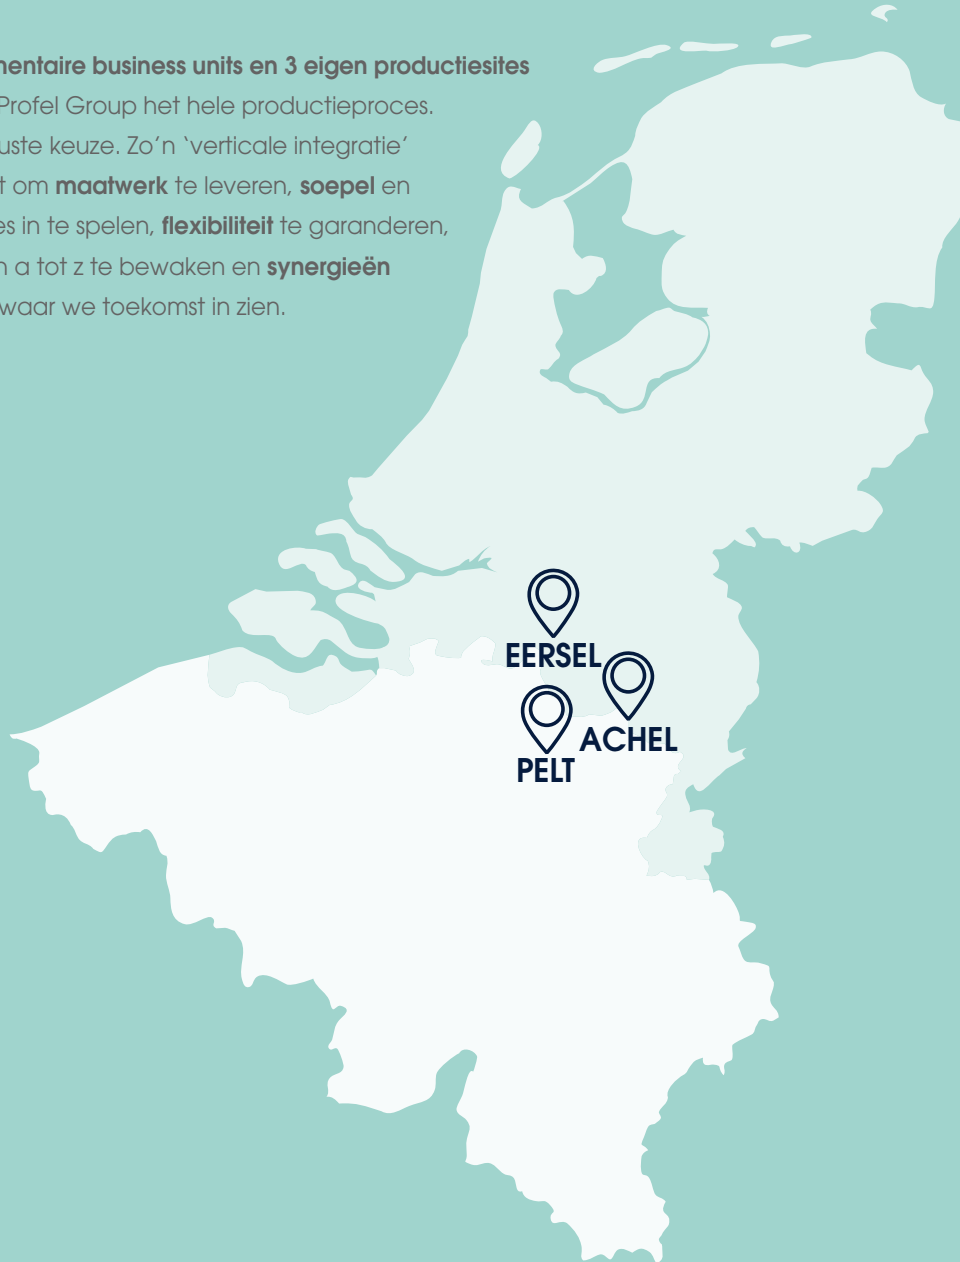 mentaire business units en 3 eigen productiesites
Profel Group het hele productieproces.
uste keuze. Zo'n ‵verticale integratie′
t om maatwerk te leveren, soepel en
es in te spelen, flexibiliteit te garanderen,
n a tot z te bewaken en synergieën
waar we toekomst in zien.
EERSEL
ACHEL
PELT